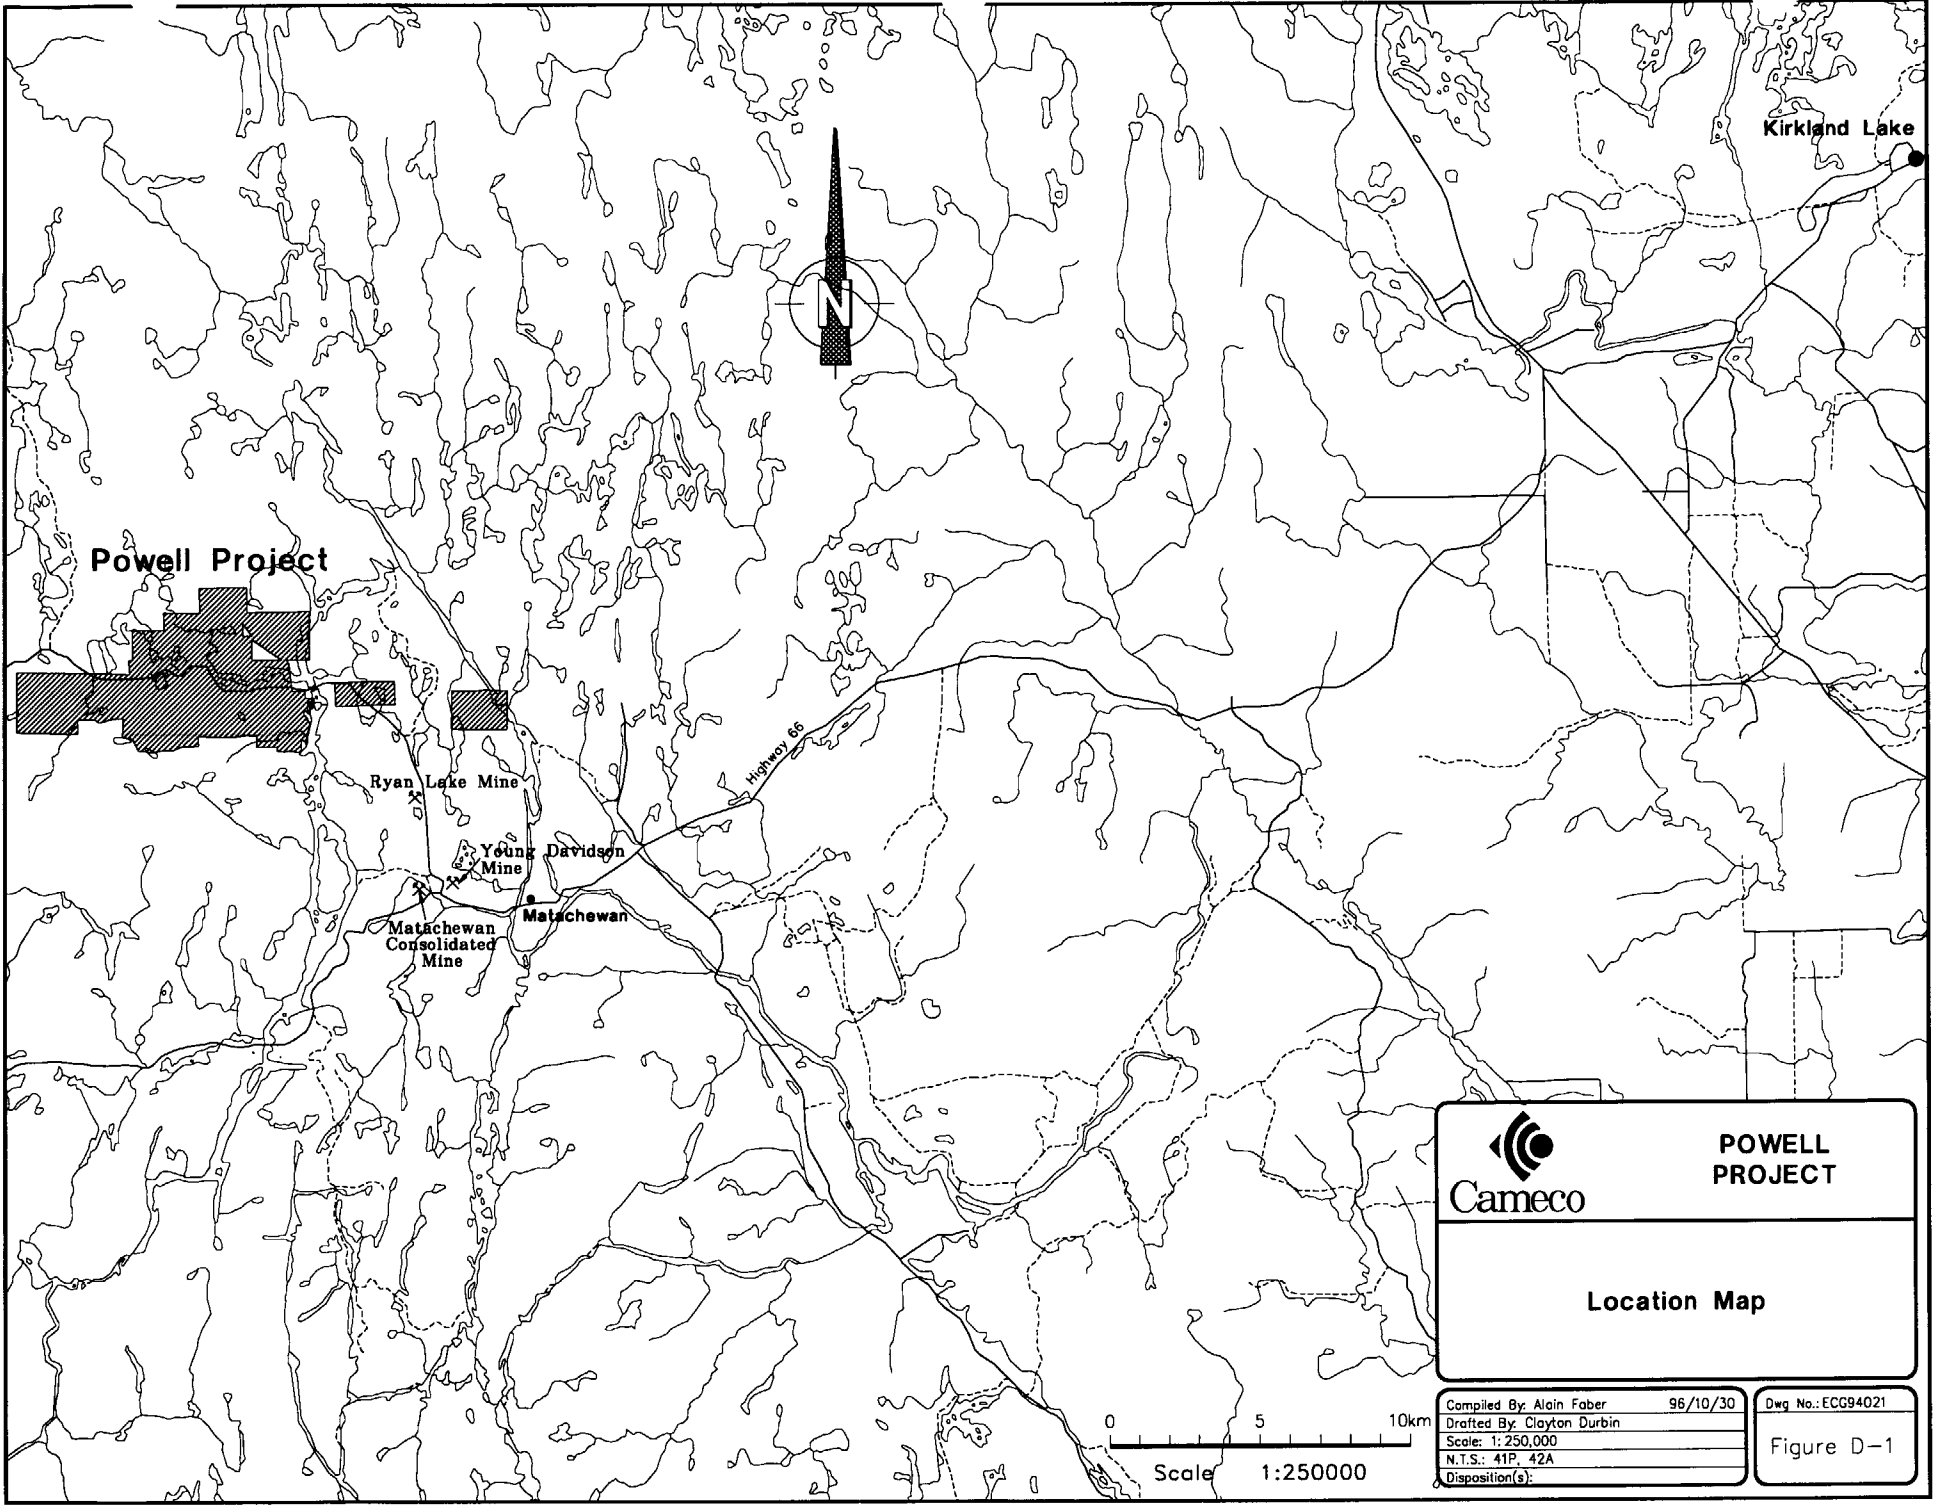 Kirkland Lake
N
Powell Project
Highway 66
Ryan Lake Mine
Young Davidson
Mine
Matachewan
Matachewan
Consolidated
Mine
Cameco
POWELL
PROJECT
Location Map
0 5 10km
Scale 1:250000
Compiled By: Alain Faber 96/10/30
Drafted By: Clayton Durbin
Scale: 1:250,000
N.T.S.: 41P, 42A
Disposition(s):
Dwg No.: ECG94021
Figure D-1